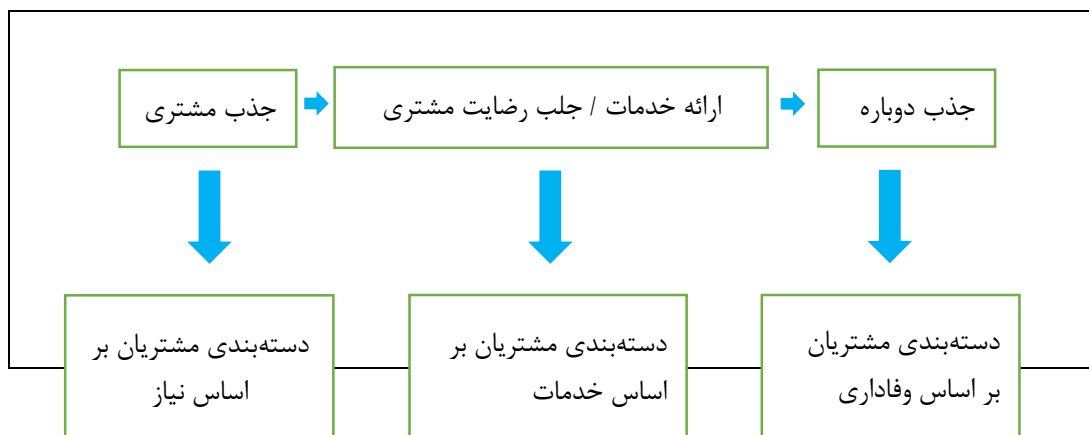 جذب مشتری
ارائه خدمات / جلب رضایت مشتری
جذب دوباره
دسته‌بندی مشتریان بر
اساس نیاز
دسته‌بندی مشتریان بر
اساس خدمات
دسته‌بندی مشتریان
بر اساس وفاداری